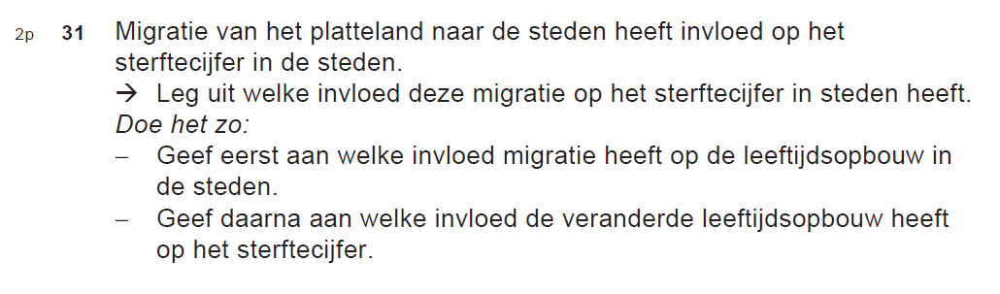 2p 31 Migratie van het platteland naar de steden heeft invloed op het
sterftecijfer in de steden.
→ Leg uit welke invloed deze migratie op het sterftecijfer in steden heeft.
Doe het zo:
− Geef eerst aan welke invloed migratie heeft op de leeftijdsopbouw in
de steden.
− Geef daarna aan welke invloed de veranderde leeftijdsopbouw heeft
op het sterftecijfer.